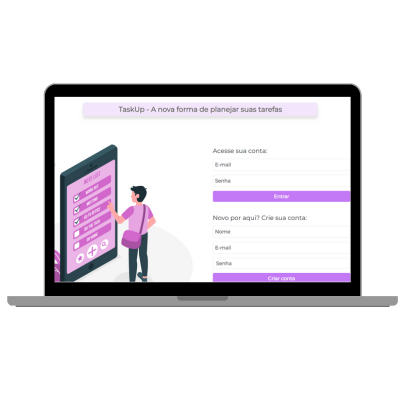 TaskUp - A nova forma de planejar suas tarefas
Acesse sua conta:
E-mail
Senha
Entrar
Novo por aqui? Crie sua conta:
Nome
E-mail
Senha
Criar conta